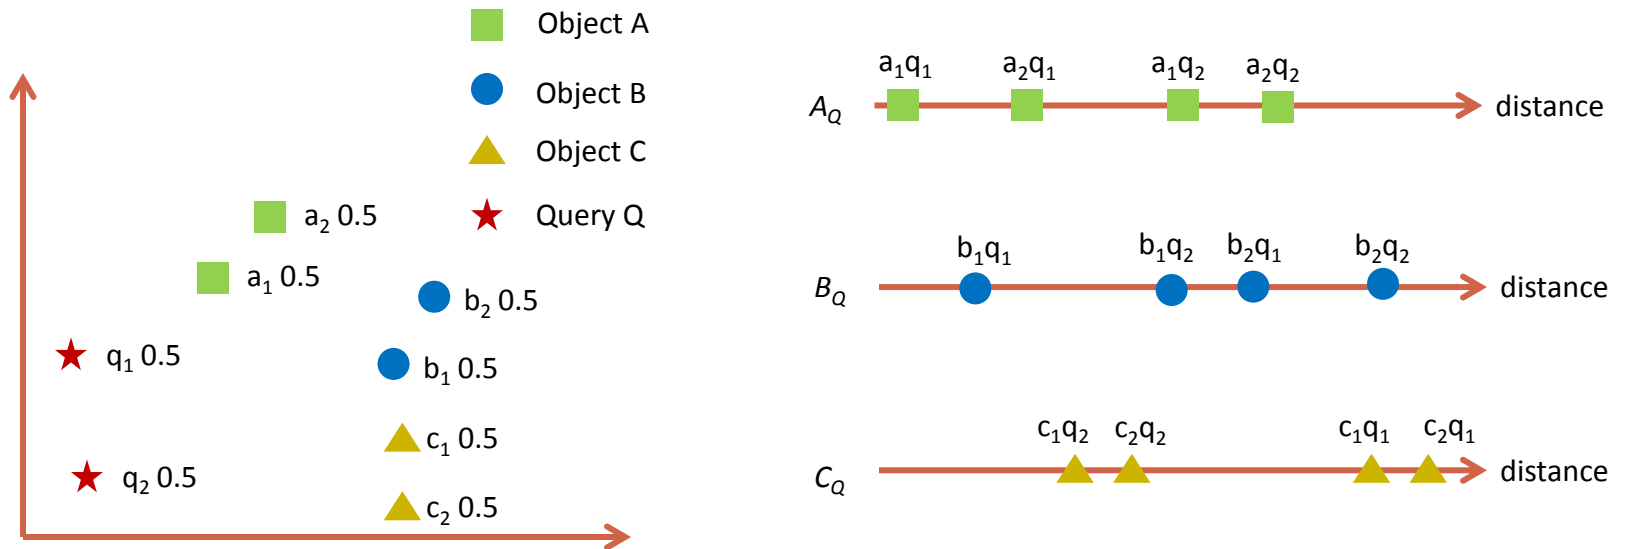 Object A
Object B
Object C
Query Q
a₂ 0.5
a₁ 0.5
b₂ 0.5
q₁ 0.5
b₁ 0.5
c₁ 0.5
q₂ 0.5
c₂ 0.5
a₁q₁ a₂q₁ a₁q₂ a₂q₂
A_Q distance
b₁q₁ b₁q₂ b₂q₁ b₂q₂
B_Q distance
c₁q₂ c₂q₂ c₁q₁ c₂q₁
C_Q distance